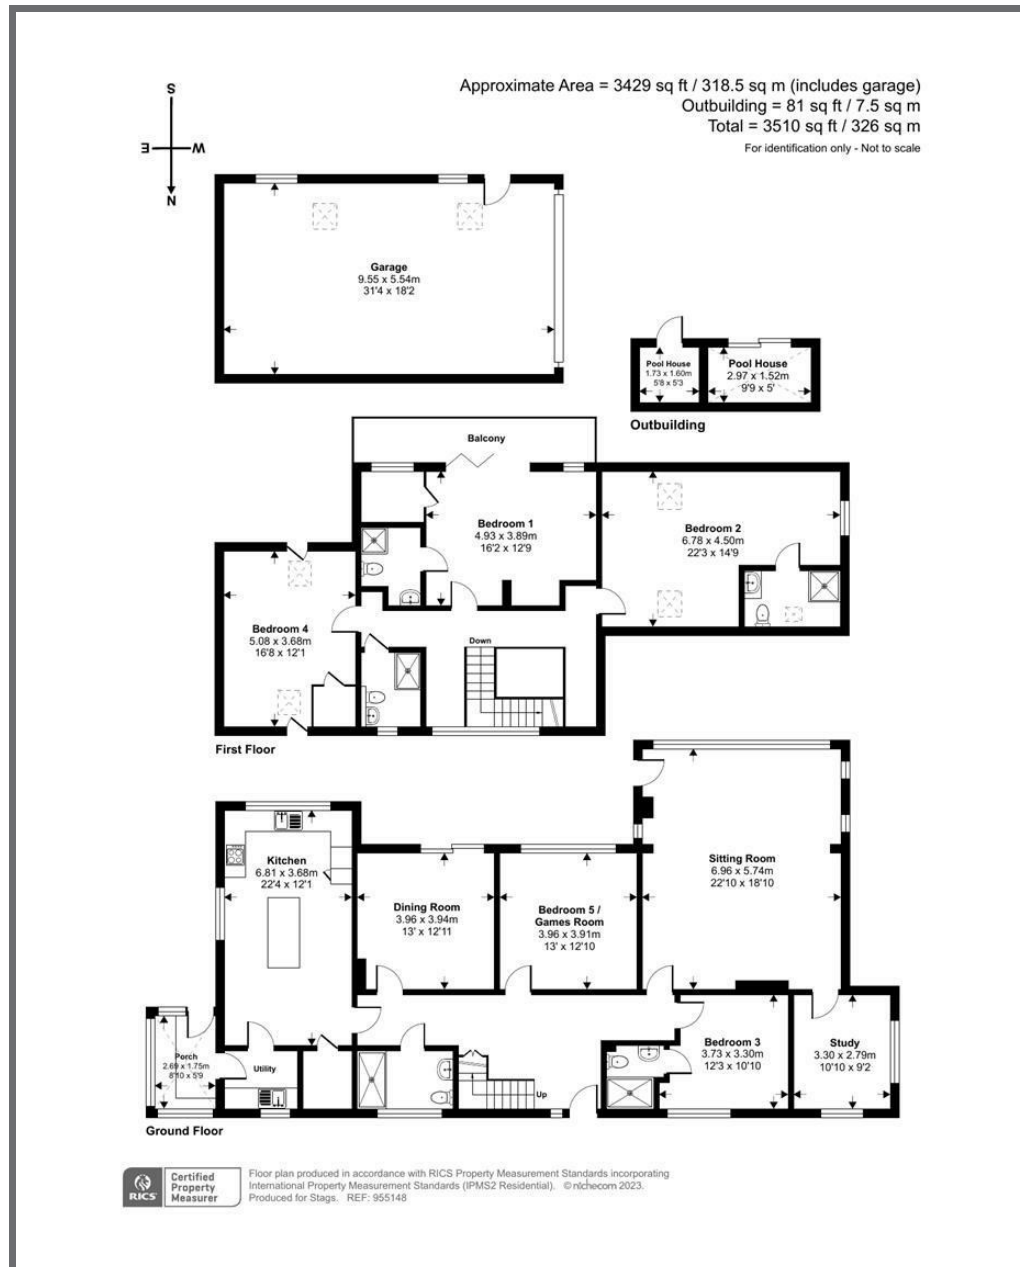 Approximate Area = 3429 sq ft / 318.5 sq m (includes garage)
Outbuilding = 81 sq ft / 7.5 sq m
Total = 3510 sq ft / 326 sq m
For identification only - Not to scale
S
E
W
N
Garage
9.55 x 5.54m
31'4 x 18'2
Pool House
1.73 x 1.60m
5'8 x 5'3
Pool House
2.97 x 1.52m
9'9 x 5'
Outbuilding
Balcony
Bedroom 1
4.93 x 3.89m
16'2 x 12'9
Bedroom 2
6.78 x 4.50m
22'3 x 14'9
Bedroom 4
5.08 x 3.68m
16'8 x 12'1
Down
First Floor
Kitchen
6.81 x 3.68m
22'4 x 12'1
Dining Room
3.96 x 3.94m
13' x 12'11
Bedroom 5 /
Games Room
3.96 x 3.91m
13' x 12'10
Sitting Room
6.96 x 5.74m
22'10 x 18'10
Porch
2.69 x 1.75m
8'10 x 5'9
Utility
Up
Bedroom 3
3.73 x 3.30m
12'3 x 10'10
Study
3.30 x 2.79m
10'10 x 9'2
Ground Floor
RICS
Certified
Property
Measurer
Floor plan produced in accordance with RICS Property Measurement Standards incorporating
International Property Measurement Standards (IPMS2 Residential). © nichecom 2023.
Produced for Stags. REF: 955148